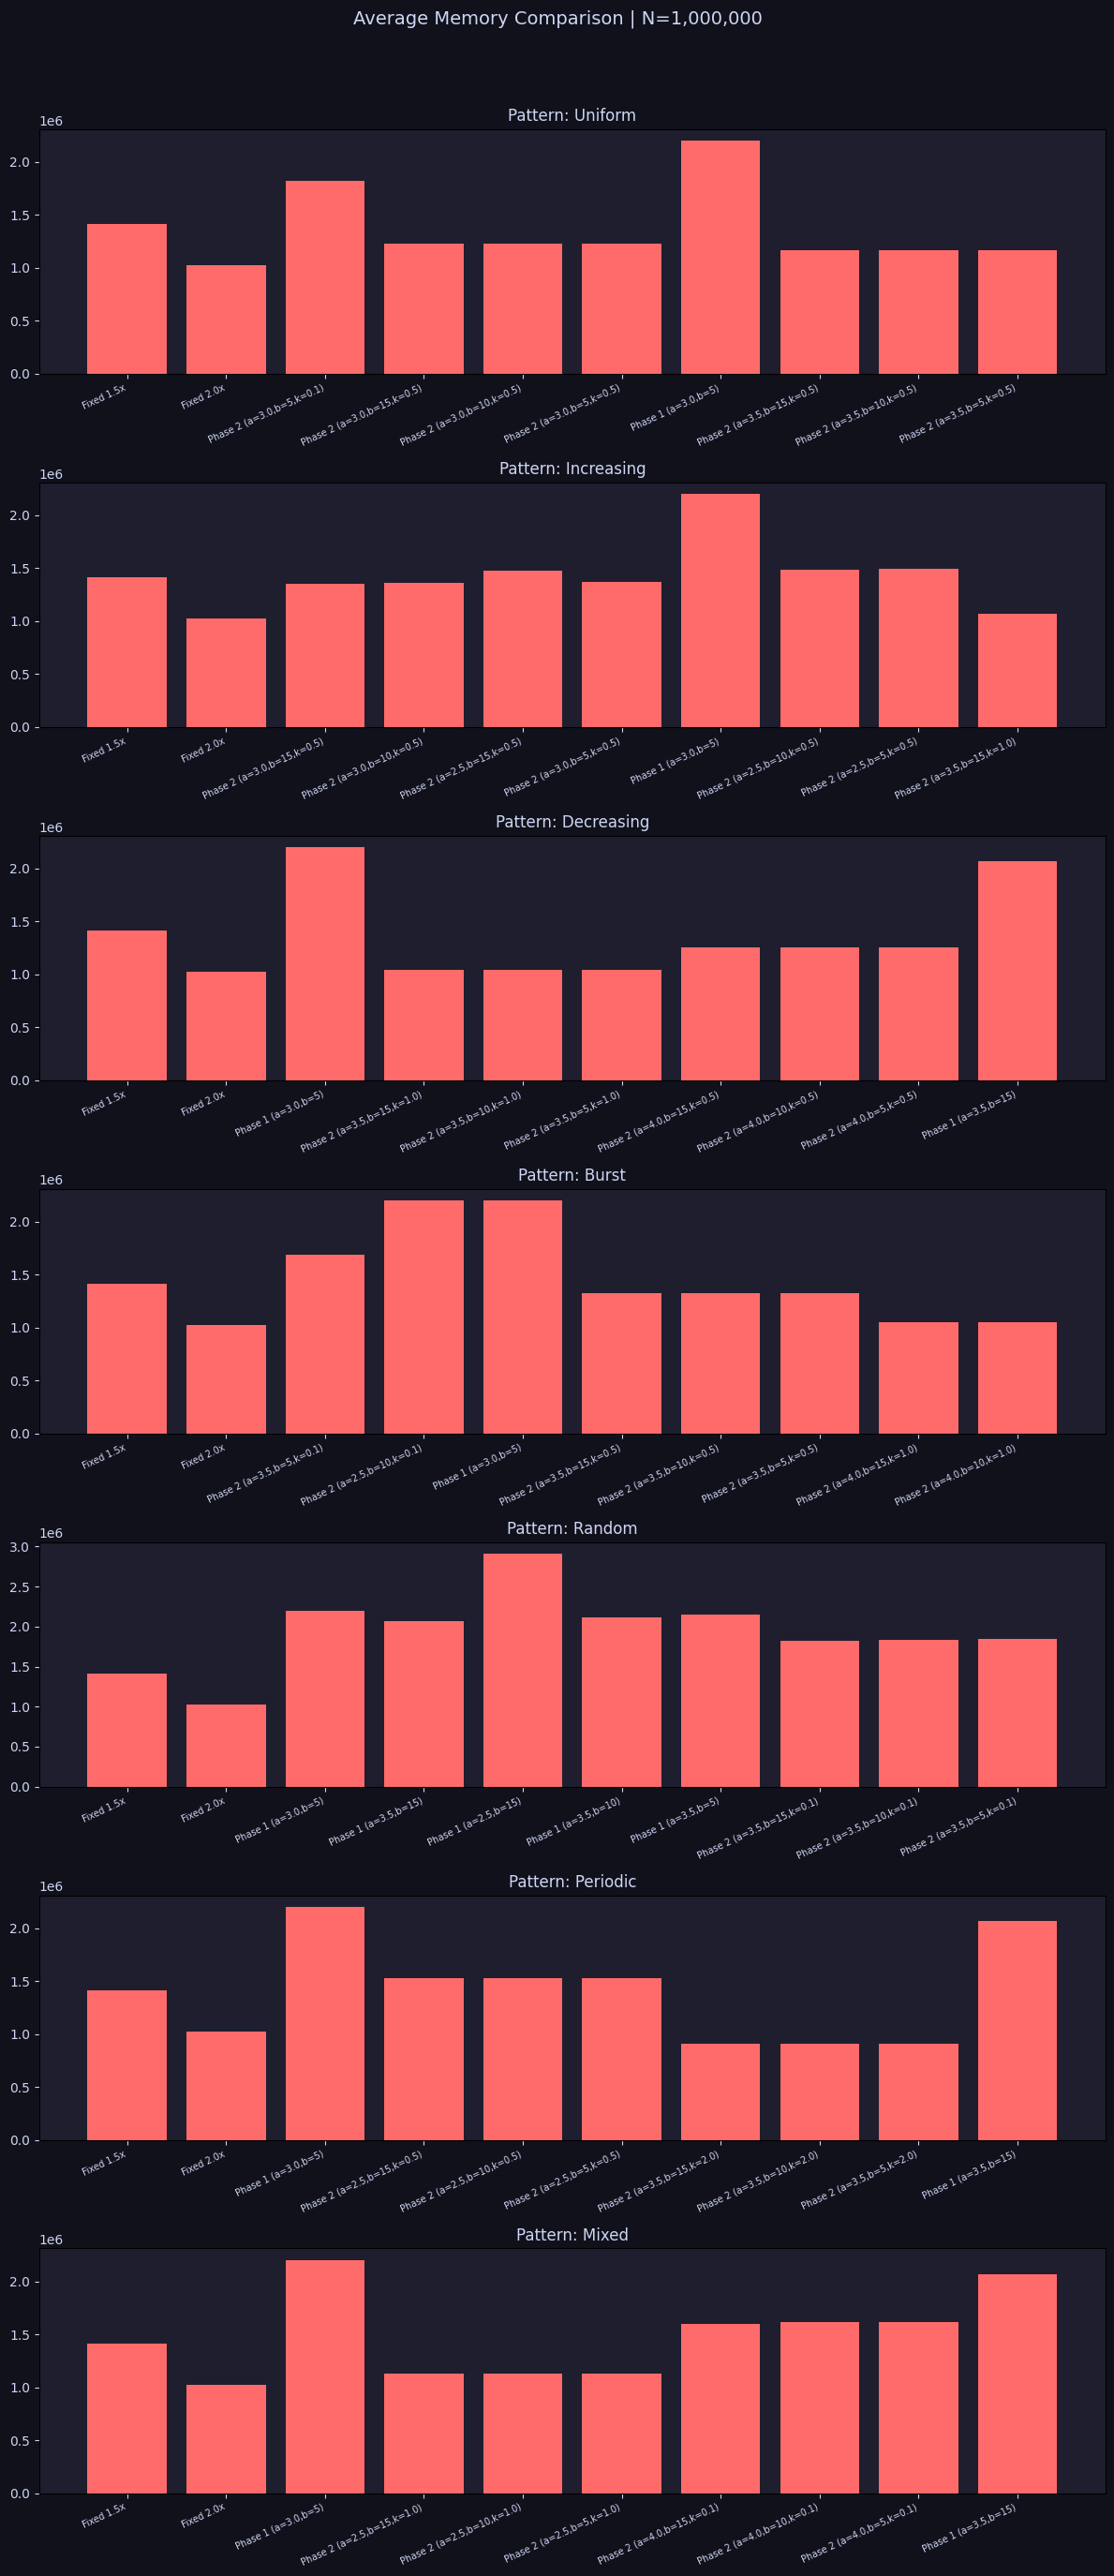 Average Memory Comparison | N=1,000,000
Pattern: Uniform
1e6
2.0
1.5
1.0
0.5
0.0
Fixed 1.5x
Fixed 2.0x
Phase 2 (a=3.0,b=5,k=0.1)
Phase 2 (a=3.0,b=15,k=0.5)
Phase 2 (a=3.0,b=10,k=0.5)
Phase 2 (a=3.0,b=5,k=0.5)
Phase 1 (a=3.0,b=5)
Phase 2 (a=3.5,b=15,k=0.5)
Phase 2 (a=3.5,b=10,k=0.5)
Phase 2 (a=3.5,b=5,k=0.5)
Pattern: Increasing
1e6
2.0
1.5
1.0
0.5
0.0
Fixed 1.5x
Fixed 2.0x
Phase 2 (a=3.0,b=15,k=0.5)
Phase 2 (a=3.0,b=10,k=0.5)
Phase 2 (a=2.5,b=15,k=0.5)
Phase 2 (a=3.0,b=5,k=0.5)
Phase 1 (a=3.0,b=5)
Phase 2 (a=2.5,b=10,k=0.5)
Phase 2 (a=2.5,b=5,k=0.5)
Phase 2 (a=3.5,b=15,k=1.0)
Pattern: Decreasing
1e6
2.0
1.5
1.0
0.5
0.0
Fixed 1.5x
Fixed 2.0x
Phase 1 (a=3.0,b=5)
Phase 2 (a=3.5,b=15,k=1.0)
Phase 2 (a=3.5,b=10,k=1.0)
Phase 2 (a=3.5,b=5,k=1.0)
Phase 2 (a=4.0,b=15,k=0.5)
Phase 2 (a=4.0,b=10,k=0.5)
Phase 2 (a=4.0,b=5,k=0.5)
Phase 1 (a=3.5,b=15)
Pattern: Burst
1e6
2.0
1.5
1.0
0.5
0.0
Fixed 1.5x
Fixed 2.0x
Phase 2 (a=3.5,b=5,k=0.1)
Phase 2 (a=2.5,b=10,k=0.1)
Phase 1 (a=3.0,b=5)
Phase 2 (a=3.5,b=15,k=0.5)
Phase 2 (a=3.5,b=10,k=0.5)
Phase 2 (a=3.5,b=5,k=0.5)
Phase 2 (a=4.0,b=15,k=1.0)
Phase 2 (a=4.0,b=10,k=1.0)
Pattern: Random
1e6
3.0
2.5
2.0
1.5
1.0
0.5
0.0
Fixed 1.5x
Fixed 2.0x
Phase 1 (a=3.0,b=5)
Phase 1 (a=3.5,b=15)
Phase 1 (a=2.5,b=15)
Phase 1 (a=3.5,b=10)
Phase 1 (a=3.5,b=5)
Phase 2 (a=3.5,b=15,k=0.1)
Phase 2 (a=3.5,b=10,k=0.1)
Phase 2 (a=3.5,b=5,k=0.1)
Pattern: Periodic
1e6
2.0
1.5
1.0
0.5
0.0
Fixed 1.5x
Fixed 2.0x
Phase 1 (a=3.0,b=5)
Phase 2 (a=2.5,b=15,k=0.5)
Phase 2 (a=2.5,b=10,k=0.5)
Phase 2 (a=2.5,b=5,k=0.5)
Phase 2 (a=3.5,b=15,k=2.0)
Phase 2 (a=3.5,b=10,k=2.0)
Phase 2 (a=3.5,b=5,k=2.0)
Phase 1 (a=3.5,b=15)
Pattern: Mixed
1e6
2.0
1.5
1.0
0.5
0.0
Fixed 1.5x
Fixed 2.0x
Phase 1 (a=3.0,b=5)
Phase 2 (a=2.5,b=15,k=1.0)
Phase 2 (a=2.5,b=10,k=1.0)
Phase 2 (a=2.5,b=5,k=1.0)
Phase 2 (a=4.0,b=15,k=0.1)
Phase 2 (a=4.0,b=10,k=0.1)
Phase 2 (a=4.0,b=5,k=0.1)
Phase 1 (a=3.5,b=15)